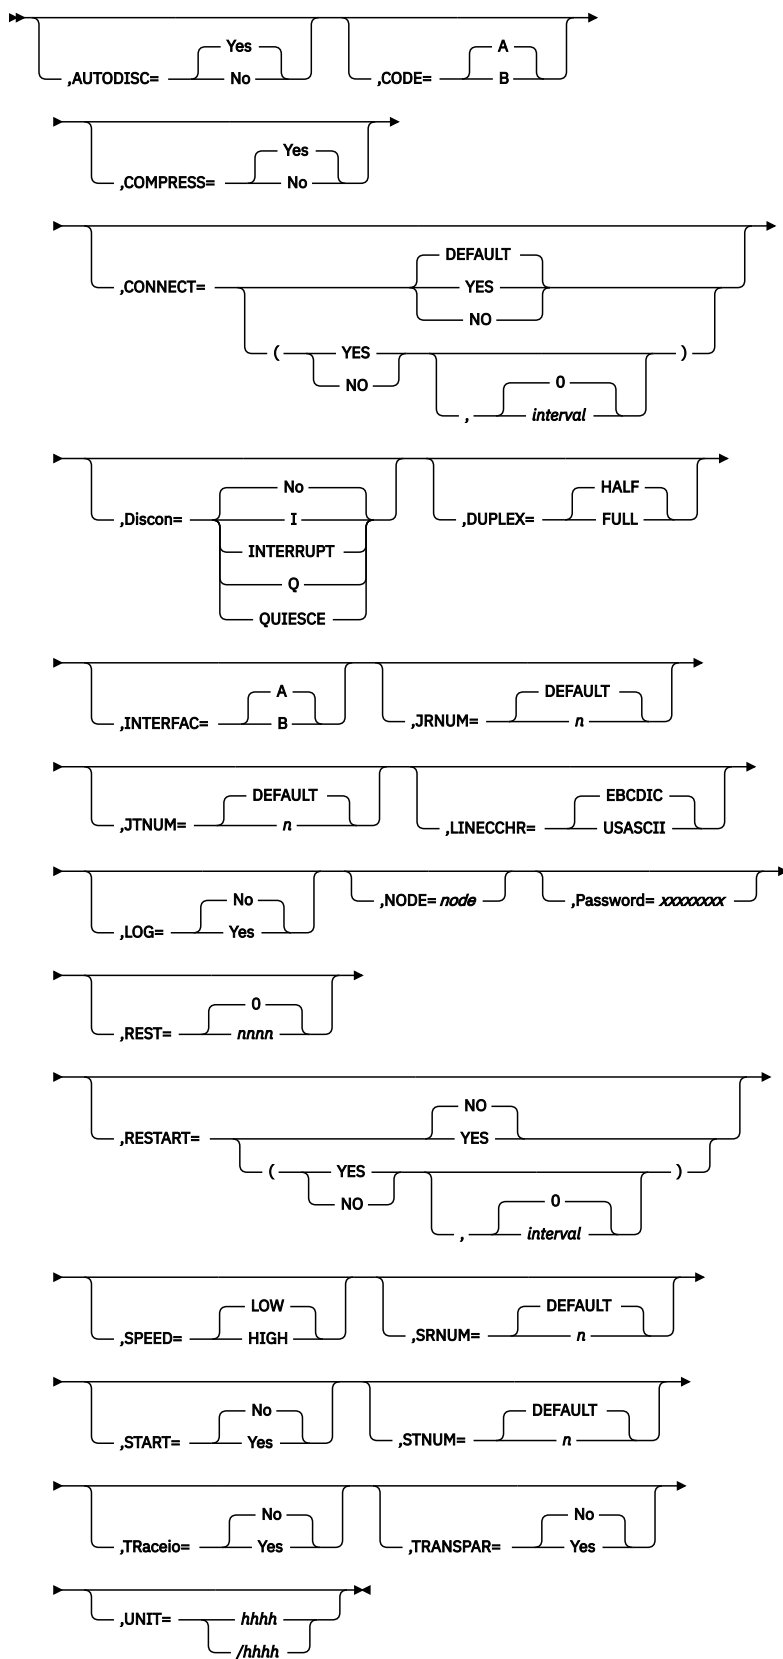 Yes A
,AUTODISC= No ,CODE= B
Yes
,COMPRESS= No
DEFAULT
,CONNECT= YES
NO
( YES )
NO 0
, interval
No HALF
,Discon= I ,DUPLEX= FULL
INTERRUPT
Q
QUIESCE
A DEFAULT
,INTERFAC= B ,JRNUM= n
DEFAULT EBCDIC
,JTNUM= n ,LINECCHR= USASCII
No ,NODE= node ,Password= xxxxxxxx
,LOG= Yes
0
,REST= nnnn
NO
,RESTART= YES
( YES )
NO 0
, interval
LOW DEFAULT
,SPEED= HIGH ,SRNUM= n
No DEFAULT
,START= Yes ,STNUM= n
No No
,TRaceio= Yes ,TRANSPAR= Yes
,UNIT= hhhh
/hhhh